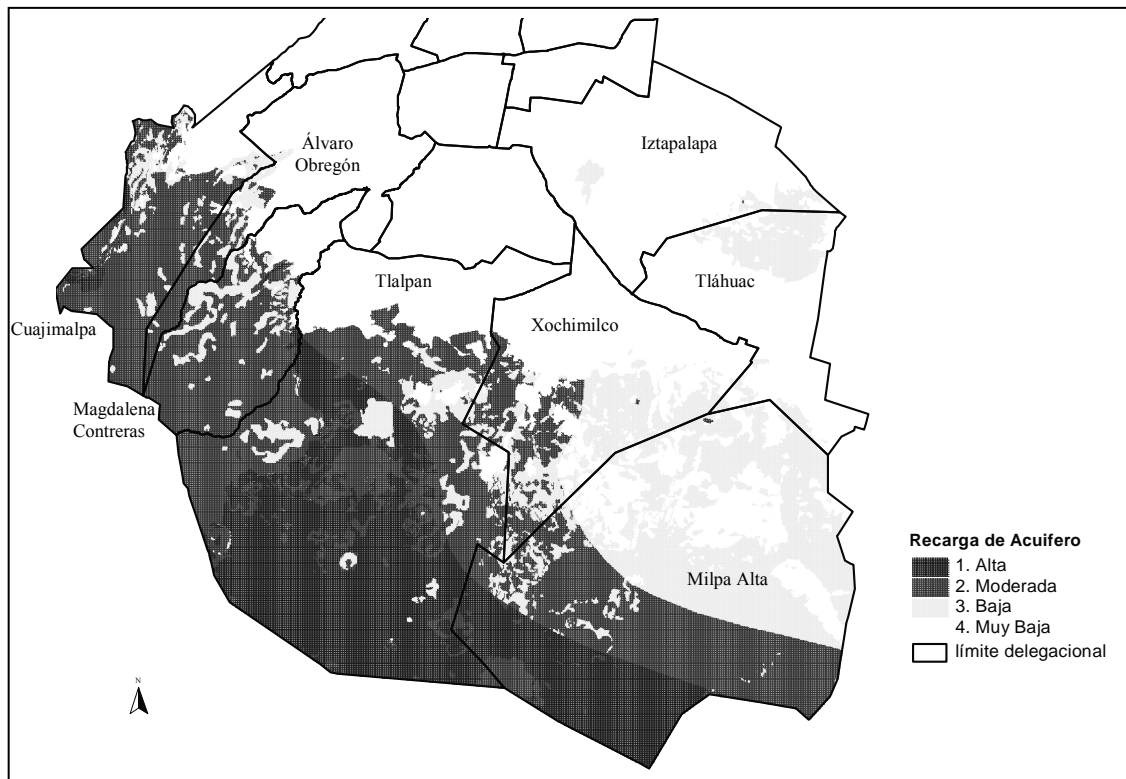 Álvaro
Obregón
Iztapalapa
Tlalpan
Tláhuac
Xochimilco
Cuajimalpa
Magdalena
Contreras
Milpa Alta
Recarga de Acuifero
1. Alta
2. Moderada
3. Baja
4. Muy Baja
límite delegacional
N